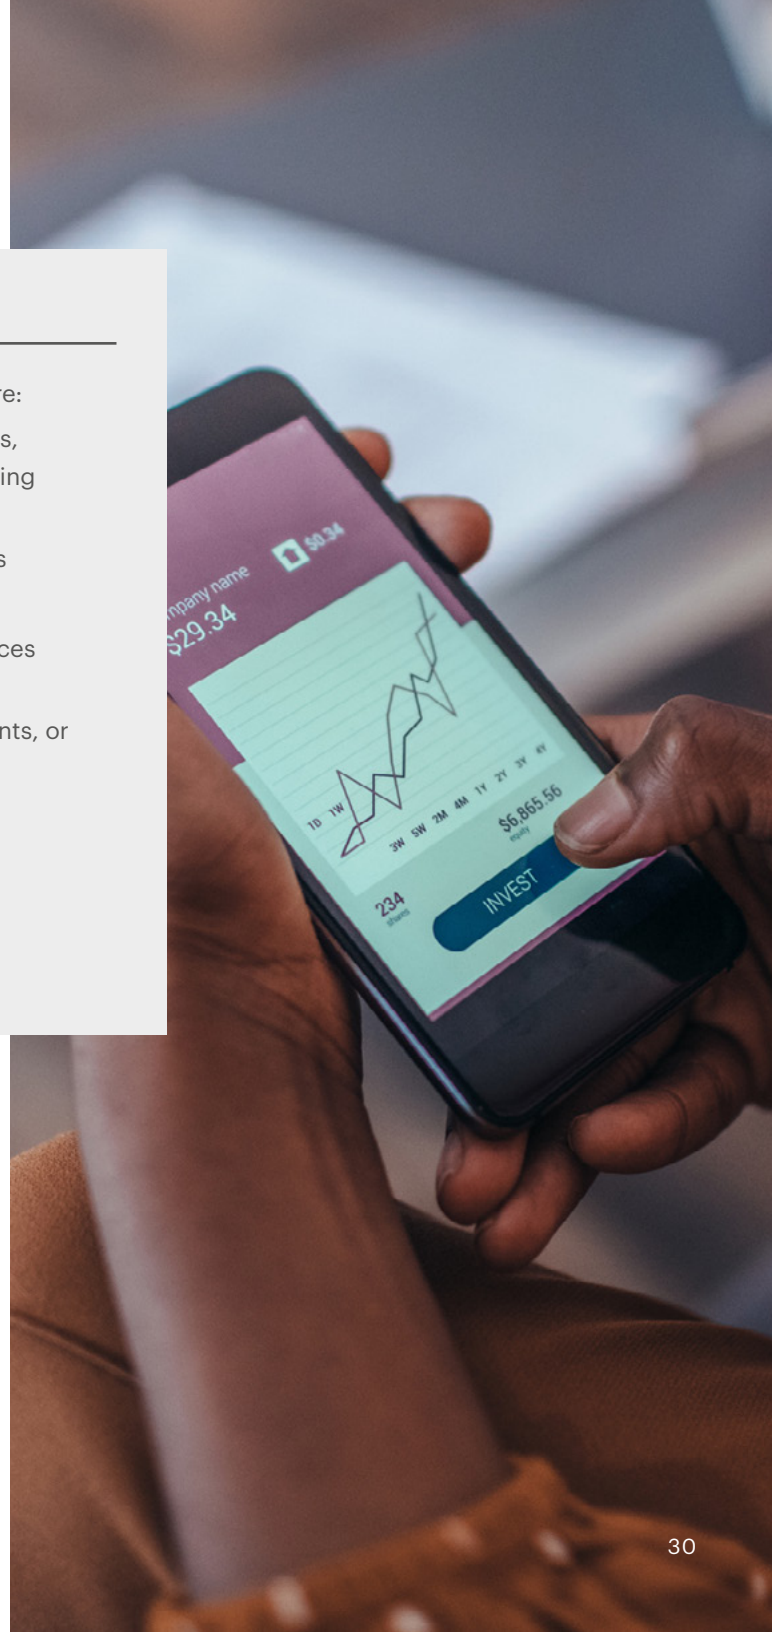 re:
s,
ing
s
ces
nts, or
$0.34
mpany name
$29.34
1D 1W
3W 5W 2M 4M 1Y 2Y 3Y 4Y
$6,865.56
equity
234
shares
INVEST
30